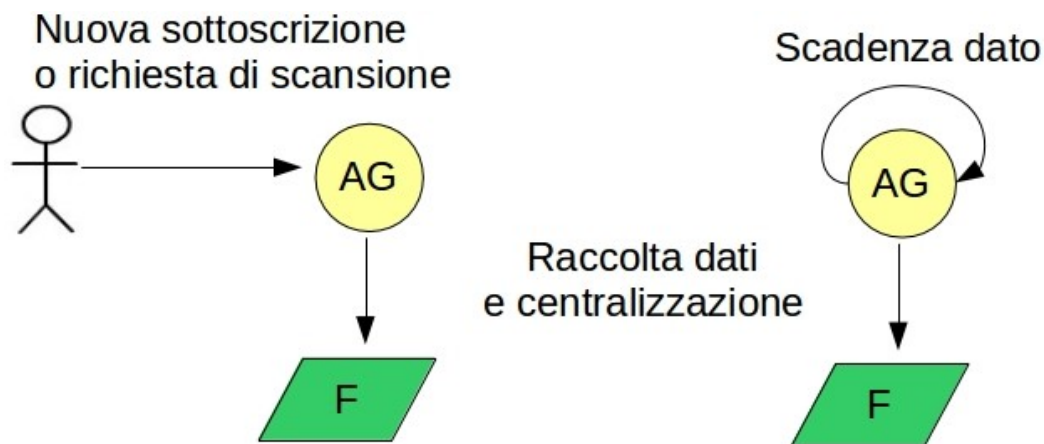 Nuova sottoscrizione
o richiesta di scansione
AG
F
Scadenza dato
AG
Raccolta dati
e centralizzazione
F